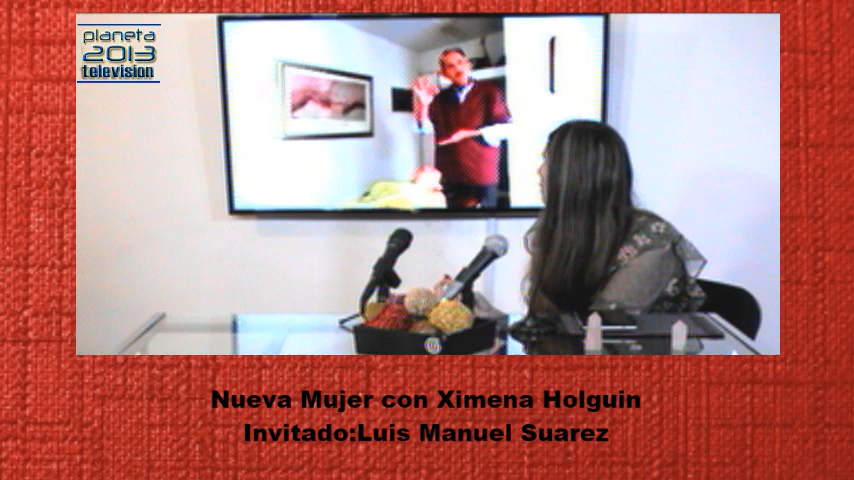 planeta
2013
television
Nueva Mujer con Ximena Holguin
Invitado:Luis Manuel Suarez